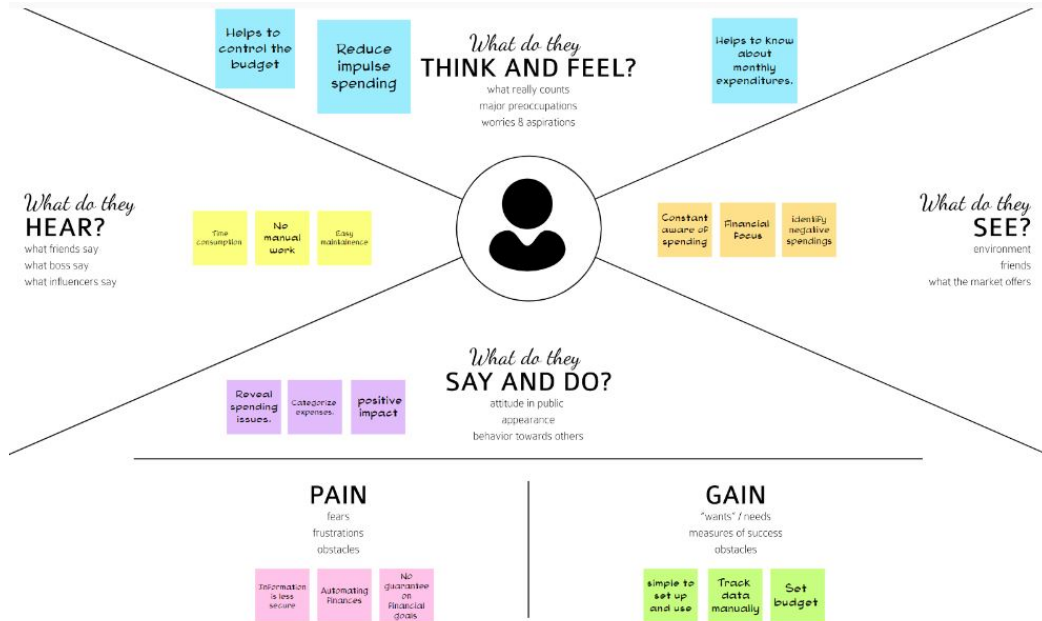 Helps to
control the
budget
Reduce
impulse
spending
What do they
THINK AND FEEL?
what really counts
major preoccupations
worries & aspirations
Helps to know
about
monthly
expenditures.
What do they
HEAR?
what friends say
what boss say
what influencers say
Time
consumption
No
manual
work
Easy
maintainence
Constant
aware of
spending
Financial
focus
identify
negative
spendings
What do they
SEE?
environment
friends
what the market offers
What do they
SAY AND DO?
attitude in public
appearance
behavior towards others
Reveal
spending
issues.
Categorize
expenses.
positive
impact
PAIN
fears
frustrations
obstacles
Information
is less
secure
Automating
Finances
No
guarantee
on
Financial
goals
GAIN
"wants" / needs
measures of success
obstacles
simple to
set up
and use
Track
data
manually
Set
budget